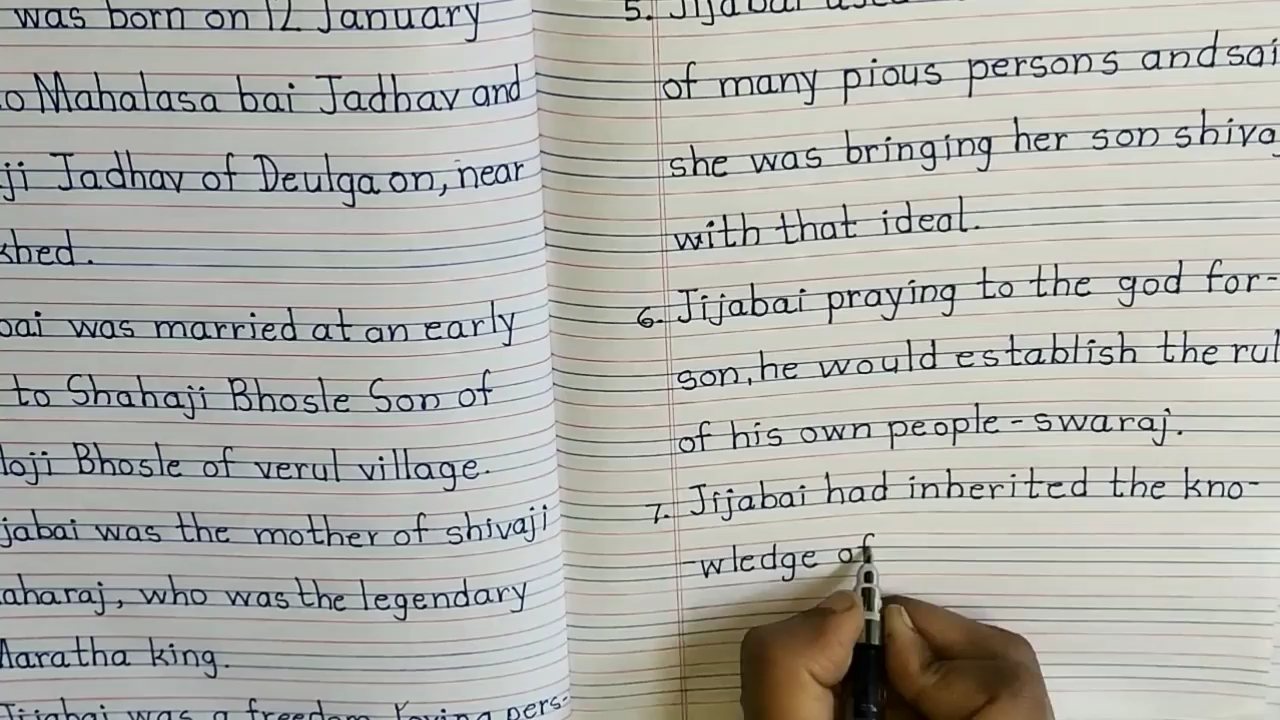 was born on 12 January
o Mahalasa bai Jadhav and
ji Jadhav of Deulgaon, near
bai was married at an early
to Shahaji Bhosle Son of
loji Bhosle of verul village.
jabai was the mother of shivaji
aharaj, who was the legendary
Maratha king.
Jijabai was a freedom loving pers-
5. Jijabai used
of many pious persons and sai
she was bringing her son shiva
with that ideal.
6. Jijabai praying to the god for-
son, he would establish the rul
of his own people - swaraj.
7. Jijabai had inherited the kno-
-wledge of